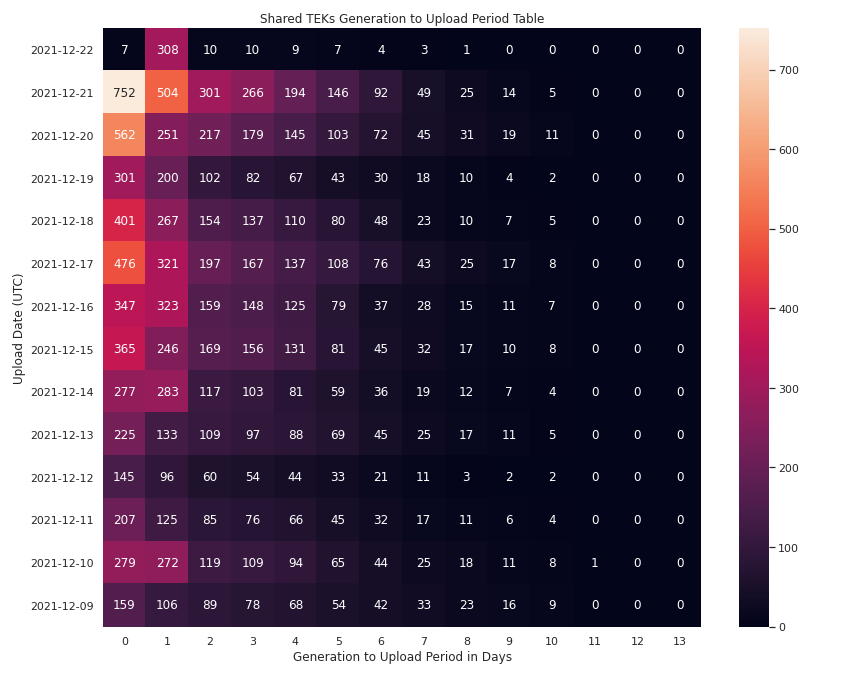 Shared TEKs Generation to Upload Period Table
Upload Date (UTC)
2021-12-22 7 308 10 10 9 7 4 3 1 0 0 0 0 0
2021-12-21 752 504 301 266 194 146 92 49 25 14 5 0 0 0
2021-12-20 562 251 217 179 145 103 72 45 31 19 11 0 0 0
2021-12-19 301 200 102 82 67 43 30 18 10 4 2 0 0 0
2021-12-18 401 267 154 137 110 80 48 23 10 7 5 0 0 0
2021-12-17 476 321 197 167 137 108 76 43 25 17 8 0 0 0
2021-12-16 347 323 159 148 125 79 37 28 15 11 7 0 0 0
2021-12-15 365 246 169 156 131 81 45 32 17 10 8 0 0 0
2021-12-14 277 283 117 103 81 59 36 19 12 7 4 0 0 0
2021-12-13 225 133 109 97 88 69 45 25 17 11 5 0 0 0
2021-12-12 145 96 60 54 44 33 21 11 3 2 2 0 0 0
2021-12-11 207 125 85 76 66 45 32 17 11 6 4 0 0 0
2021-12-10 279 272 119 109 94 65 44 25 18 11 8 1 0 0
2021-12-09 159 106 89 78 68 54 42 33 23 16 9 0 0 0
0 1 2 3 4 5 6 7 8 9 10 11 12 13
Generation to Upload Period in Days
700
600
500
400
300
200
100
0